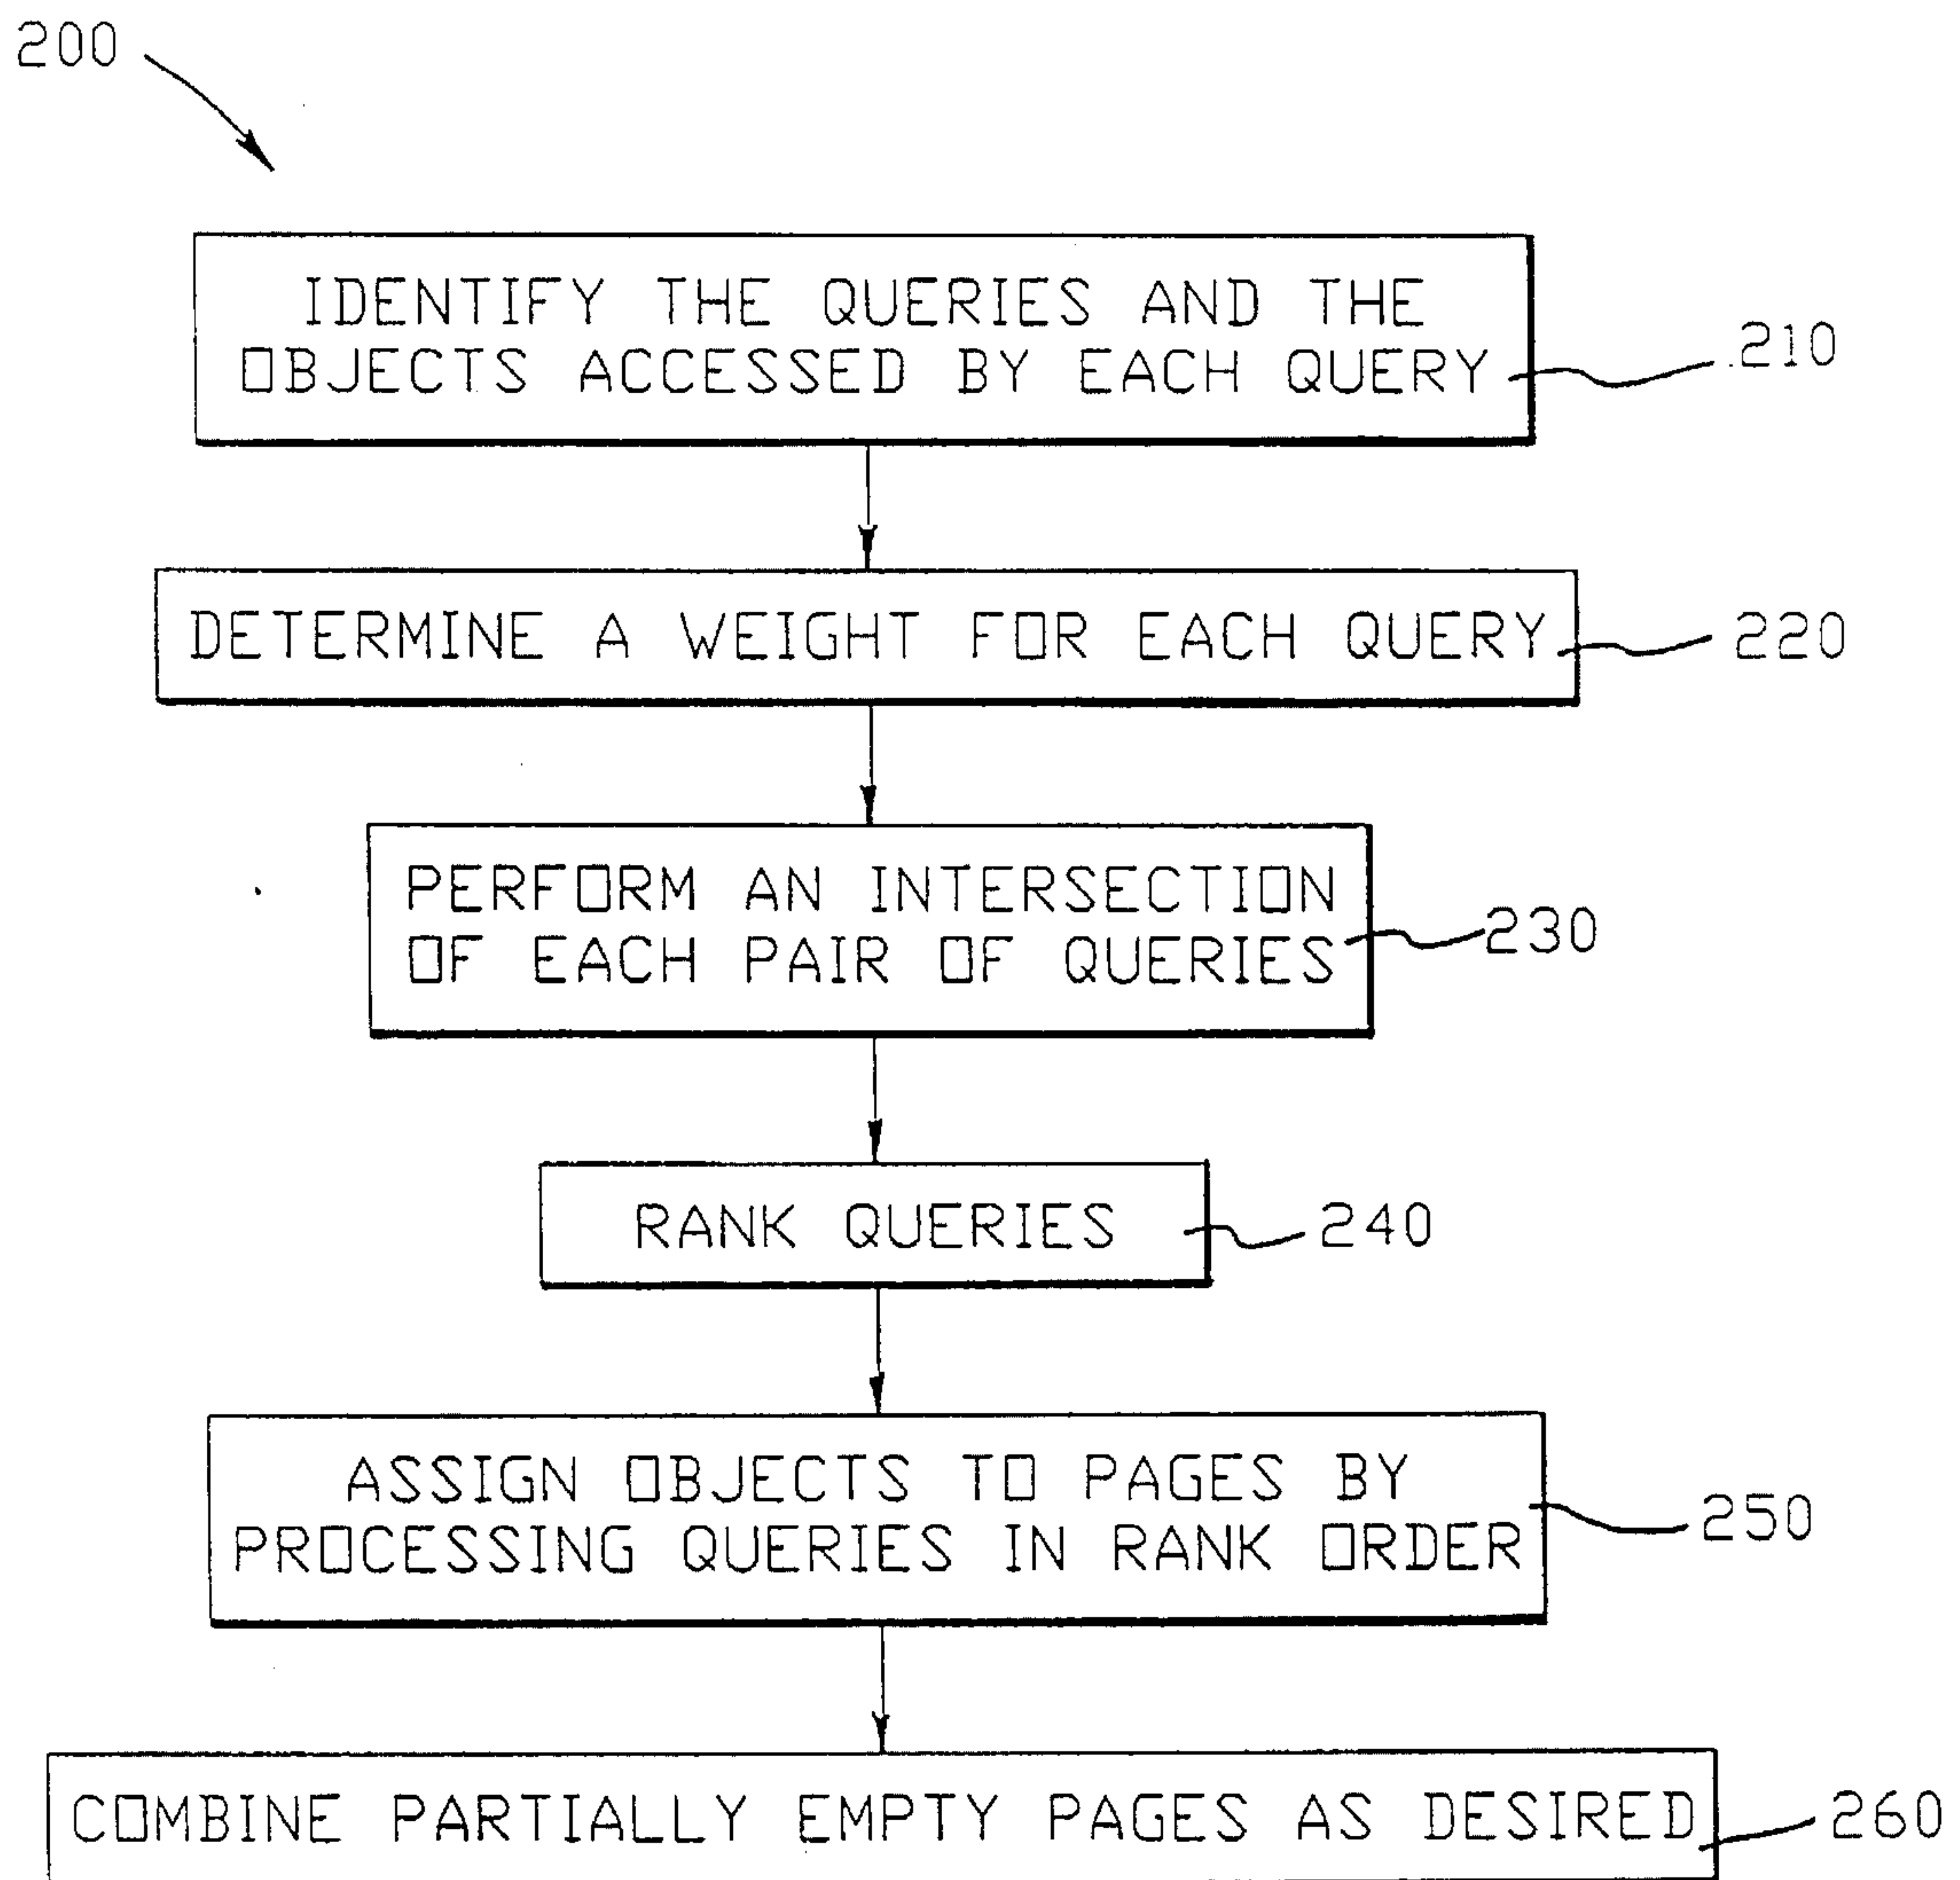 200
IDENTIFY THE QUERIES AND THE
OBJECTS ACCESSED BY EACH QUERY
210
DETERMINE A WEIGHT FOR EACH QUERY
220
PERFORM AN INTERSECTION
OF EACH PAIR OF QUERIES
230
RANK QUERIES
240
ASSIGN OBJECTS TO PAGES BY
PROCESSING QUERIES IN RANK ORDER
250
COMBINE PARTIALLY EMPTY PAGES AS DESIRED
260